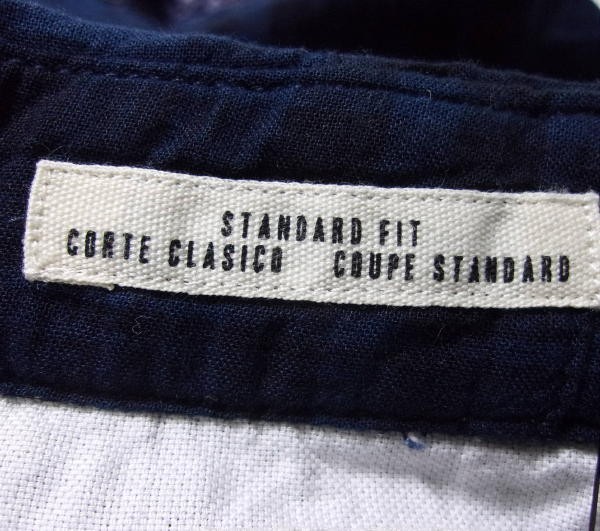 STANDARD FIT
CORTE CLASICO COUPE STANDARD